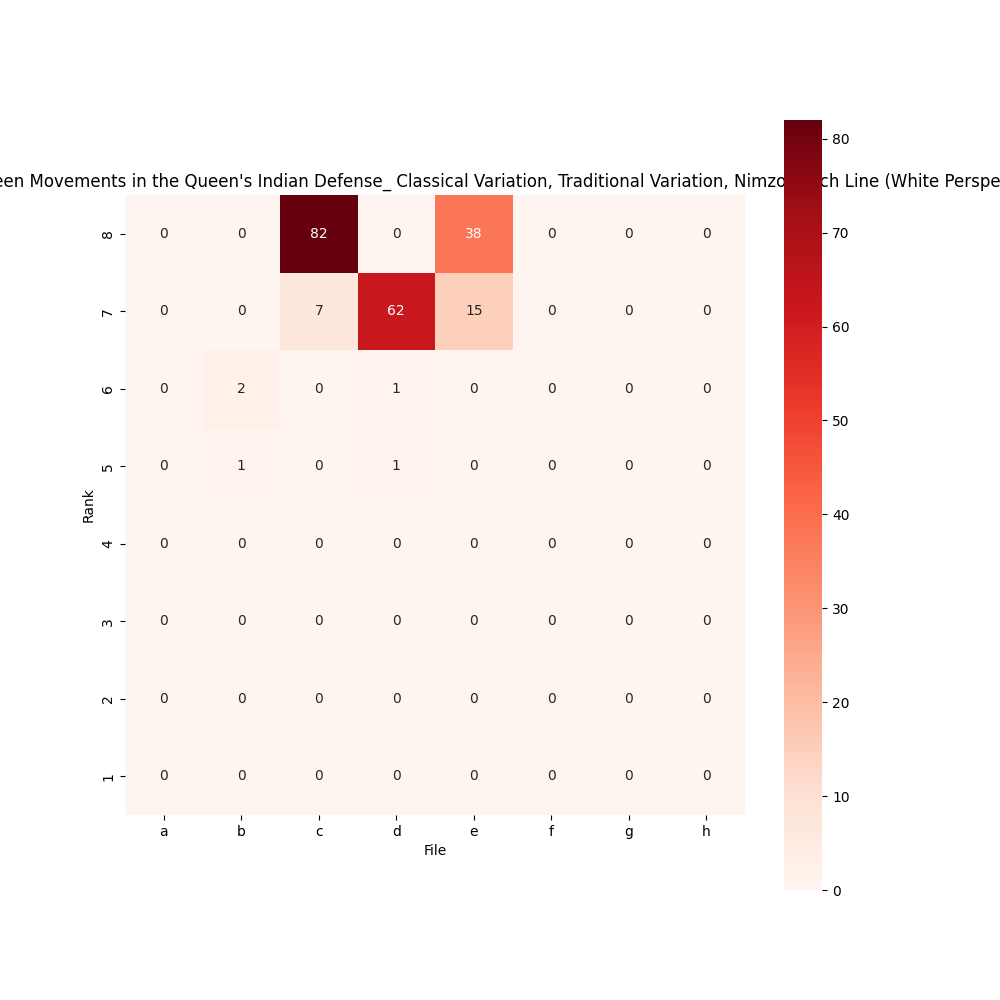 een Movements in the Queen's Indian Defense_ Classical Variation, Traditional Variation, Nimzo ch Line (White Perspe
80
70
60
50
40
30
20
10
0
8 0 0 82 0 38 0 0 0
7 0 0 7 62 15 0 0 0
6 0 2 0 1 0 0 0 0
5 0 1 0 1 0 0 0 0
4 0 0 0 0 0 0 0 0
3 0 0 0 0 0 0 0 0
2 0 0 0 0 0 0 0 0
1 0 0 0 0 0 0 0 0
Rank
a b c d e f g h
File